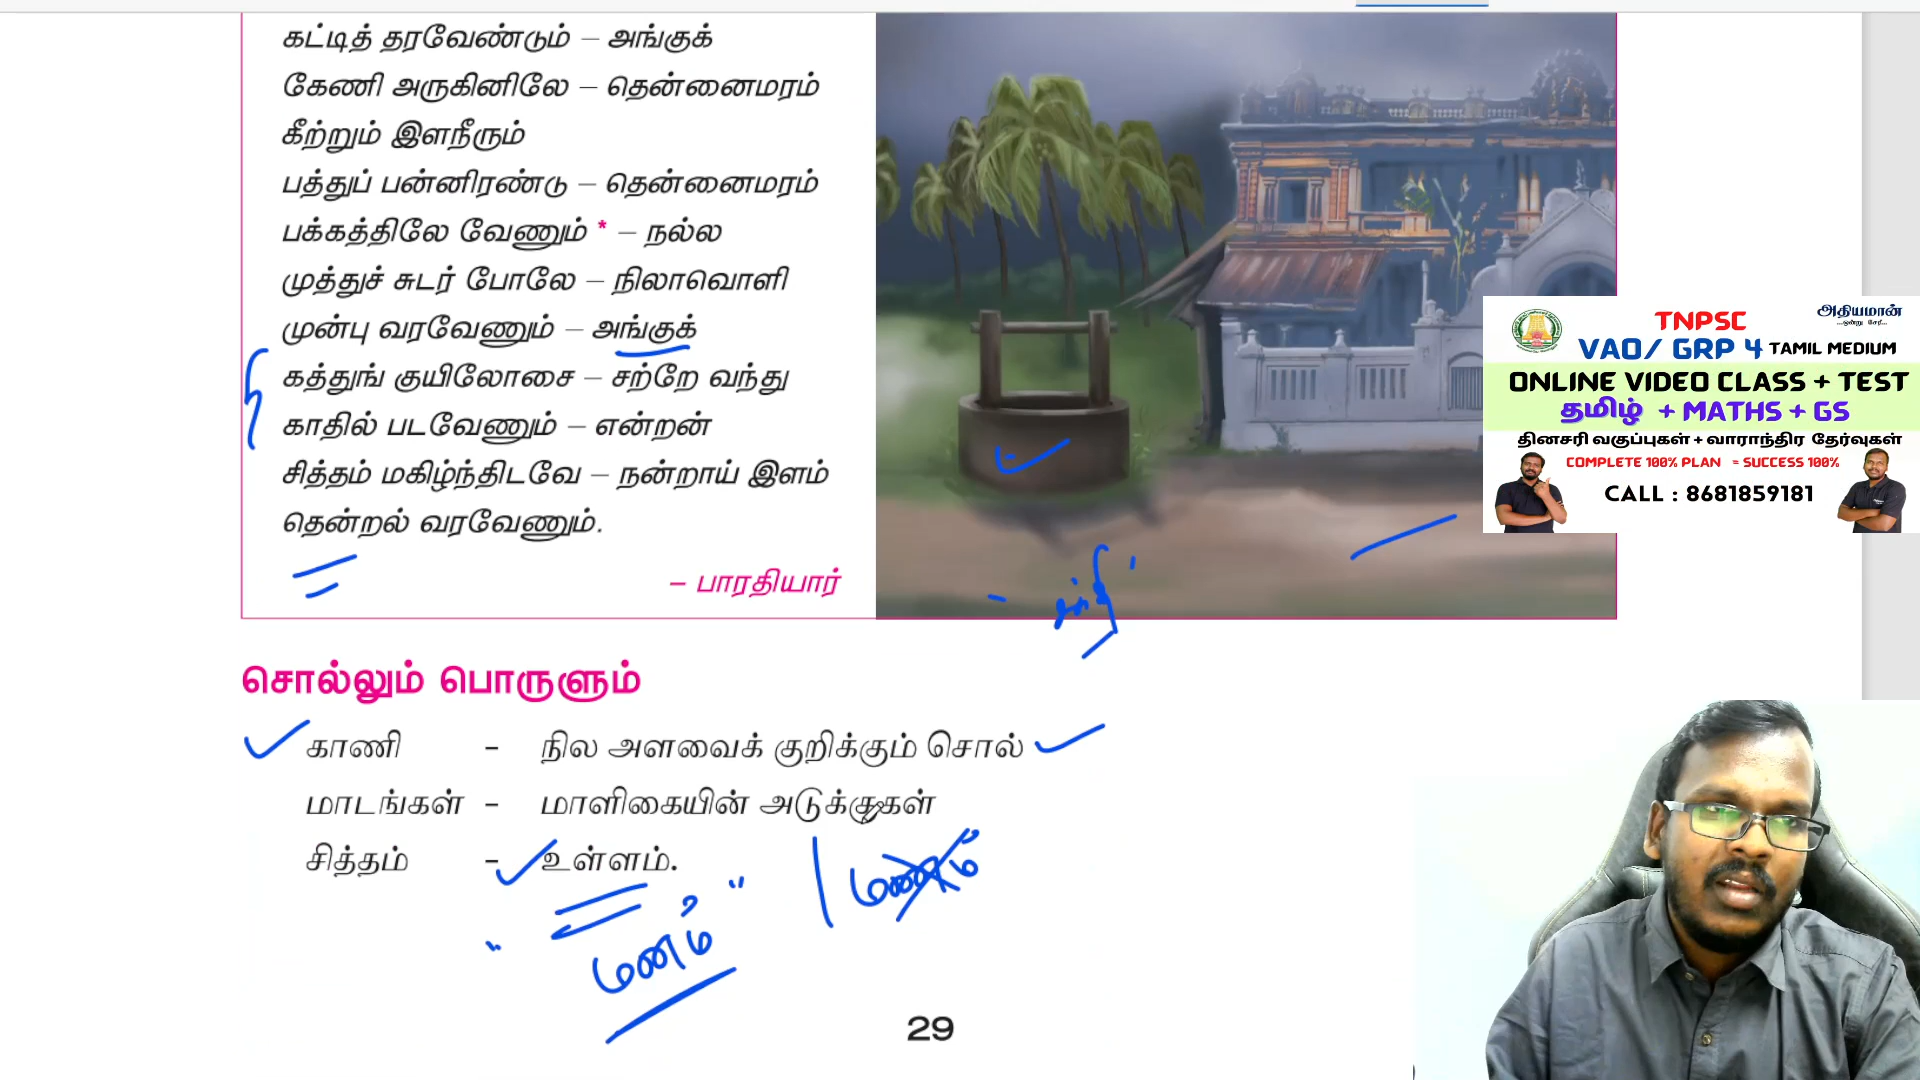 கட்டித் தரவேண்டும் – அங்குக்
கேணி அருகினிலே – தென்னைமரம்
கீற்றும் இளநீரும்
பத்துப் பன்னிரண்டு – தென்னைமரம்
பக்கத்திலே வேணும் * – நல்ல
முத்துச் சுடர் போலே – நிலாவொளி
முன்பு வரவேணும் – அங்குக்
கத்துங் குயிலோசை – சற்றே வந்து
காதில் படவேணும் – என்றன்
சித்தம் மகிழ்ந்திடவே – நன்றாய் இளம்
தென்றல் வரவேணும்.
– பாரதியார்
சொல்லும் பொருளும்
காணி - நில அளவைக் குறிக்கும் சொல்
மாடங்கள் - மாளிகையின் அடுக்குகள்
சித்தம் - உள்ளம்.
" மனம் "
29
அதியமான்
...ஒன்று சேர்...
TNPSC
VAO/ GRP 4 TAMIL MEDIUM
ONLINE VIDEO CLASS + TEST
தமிழ் + MATHS + GS
தினசரி வகுப்புகள் + வாராந்திர தேர்வுகள்
COMPLETE 100% PLAN = SUCCESS 100%
CALL : 8681859181